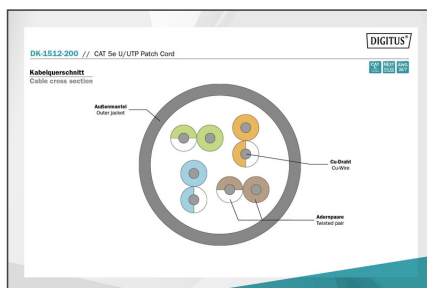 DIGITUS®
DK-1512-200 // CAT 5e U/UTP Patch Cord
Kabelquerschnitt
Cable cross section
Außenmantel
Outer jacket
Cu-Draht
Cu-Wire
Adernpaare
Twisted pair